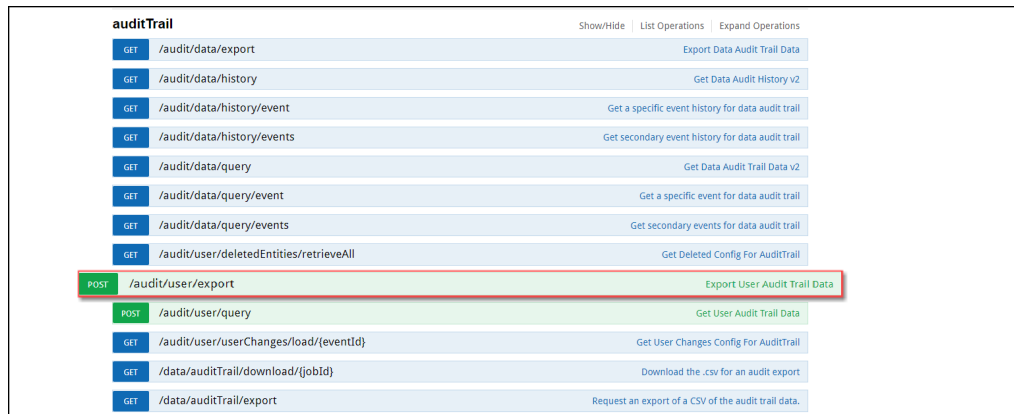 auditTrail Show/Hide List Operations Expand Operations
GET /audit/data/export Export Data Audit Trail Data
GET /audit/data/history Get Data Audit History v2
GET /audit/data/history/event Get a specific event history for data audit trail
GET /audit/data/history/events Get secondary event history for data audit trail
GET /audit/data/query Get Data Audit Trail Data v2
GET /audit/data/query/event Get a specific event for data audit trail
GET /audit/data/query/events Get secondary events for data audit trail
GET /audit/user/deletedEntities/retrieveAll Get Deleted Config For AuditTrail
POST /audit/user/export Export User Audit Trail Data
POST /audit/user/query Get User Audit Trail Data
GET /audit/user/userChanges/load/{eventId} Get User Changes Config For AuditTrail
GET /data/auditTrail/download/{jobId} Download the .csv for an audit export
GET /data/auditTrail/export Request an export of a CSV of the audit trail data.